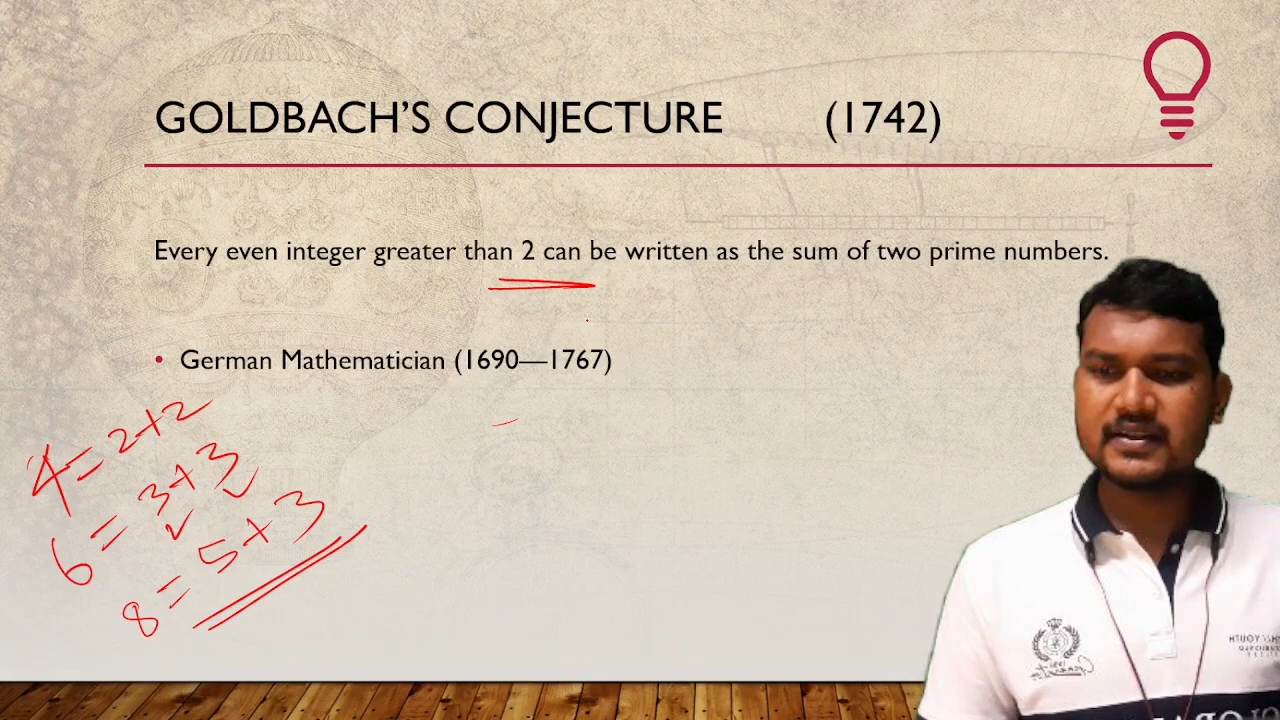 GOLDBACH'S CONJECTURE (1742)
Every even integer greater than 2 can be written as the sum of two prime numbers.
• German Mathematician (1690—1767)
4 = 2+2
6 = 3+3
8 = 5+3